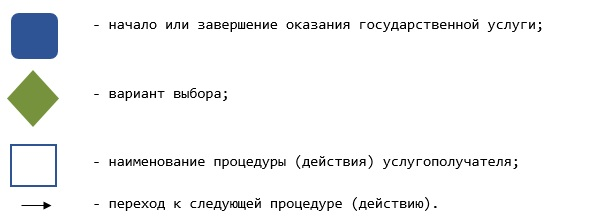 - начало или завершение оказания государственной услуги;
- вариант выбора;
- наименование процедуры (действия) услугополучателя;
- переход к следующей процедуре (действию).